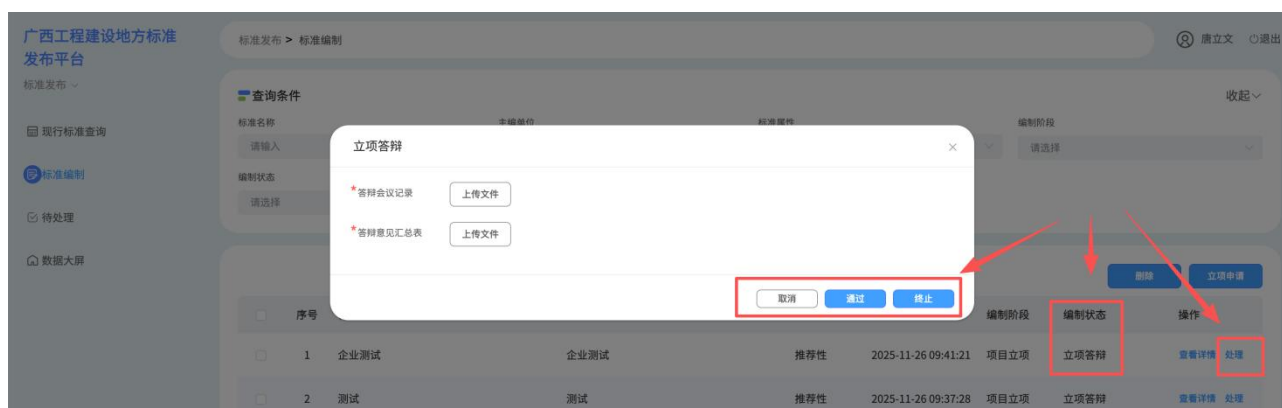 广西工程建设地方标准
发布平台
标准发布
标准发布 > 标准编制
唐立文 退出
现行标准查询
标准编制
待处理
数据大屏
查询条件
收起
标准名称 主编单位 标准属性 编制阶段
请输入 请选择
编制状态
请选择
立项答辩 ×
*答辩会议记录 上传文件
*答辩意见汇总表 上传文件
取消 通过 终止
删除 立项申请
序号 编制阶段 编制状态 操作
1 企业测试 企业测试 推荐性 2025-11-26 09:41:21 项目立项 立项答辩 查看详情 处理
2 测试 测试 推荐性 2025-11-26 09:37:28 项目立项 立项答辩 查看详情 处理